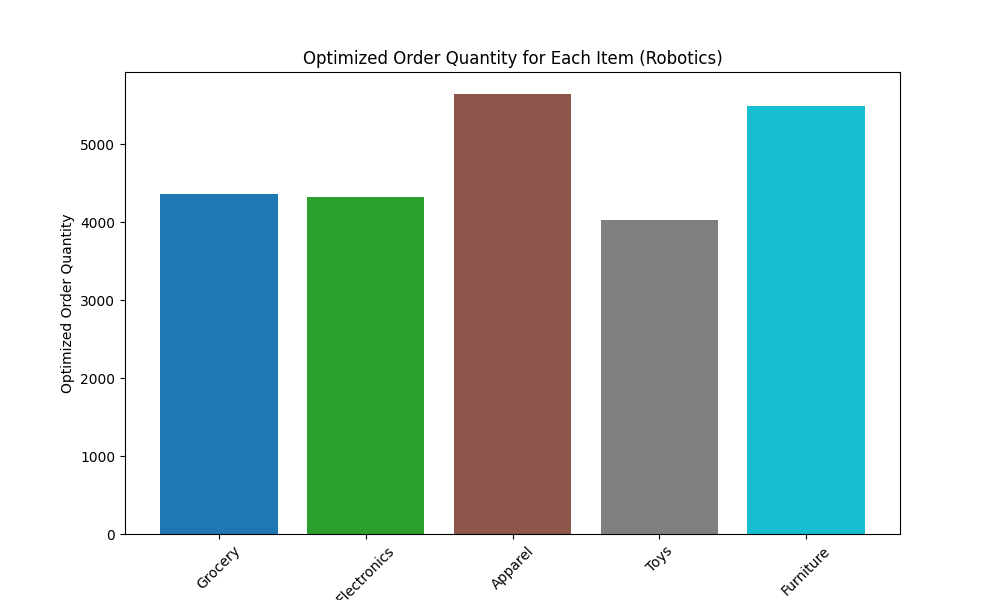 Optimized Order Quantity for Each Item (Robotics)
Optimized Order Quantity
5000
4000
3000
2000
1000
0
Grocery
Electronics
Apparel
Toys
Furniture